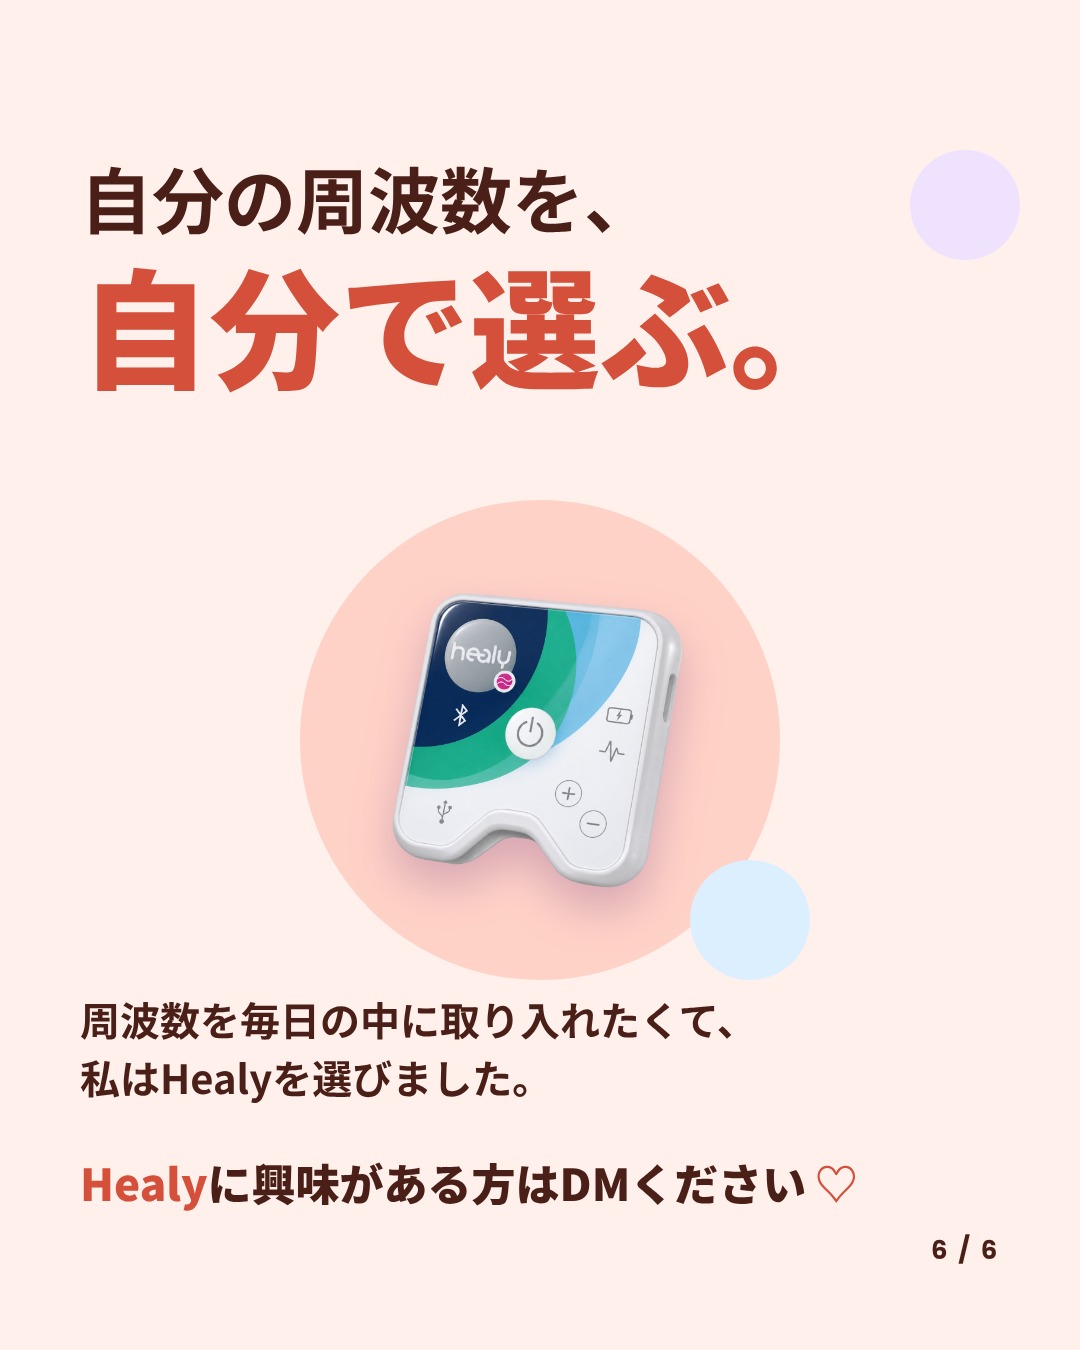 自分の周波数を、
自分で選ぶ。
healy
周波数を毎日の中に取り入れたくて、
私はHealyを選びました。
Healyに興味がある方はDMください ♡
6 / 6